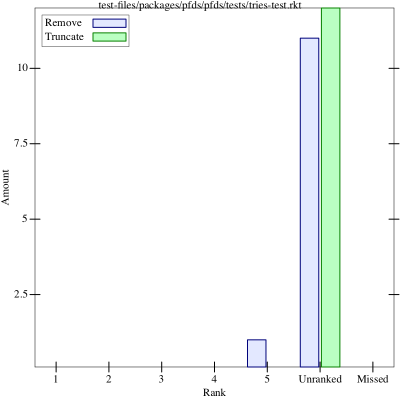 test-files/packages/pfds/pfds/tests/tries-test.rkt
Remove
Truncate
10
7.5
5
2.5
Amount
1 2 3 4 5 Unranked Missed
Rank